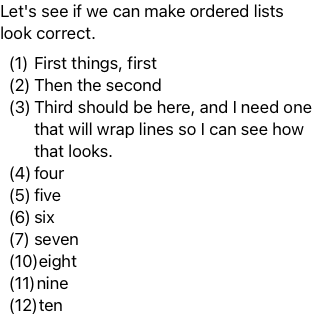 Let's see if we can make ordered lists
look correct.
(1) First things, first
(2) Then the second
(3) Third should be here, and I need one
that will wrap lines so I can see how
that looks.
(4) four
(5) five
(6) six
(7) seven
(10)eight
(11)nine
(12)ten